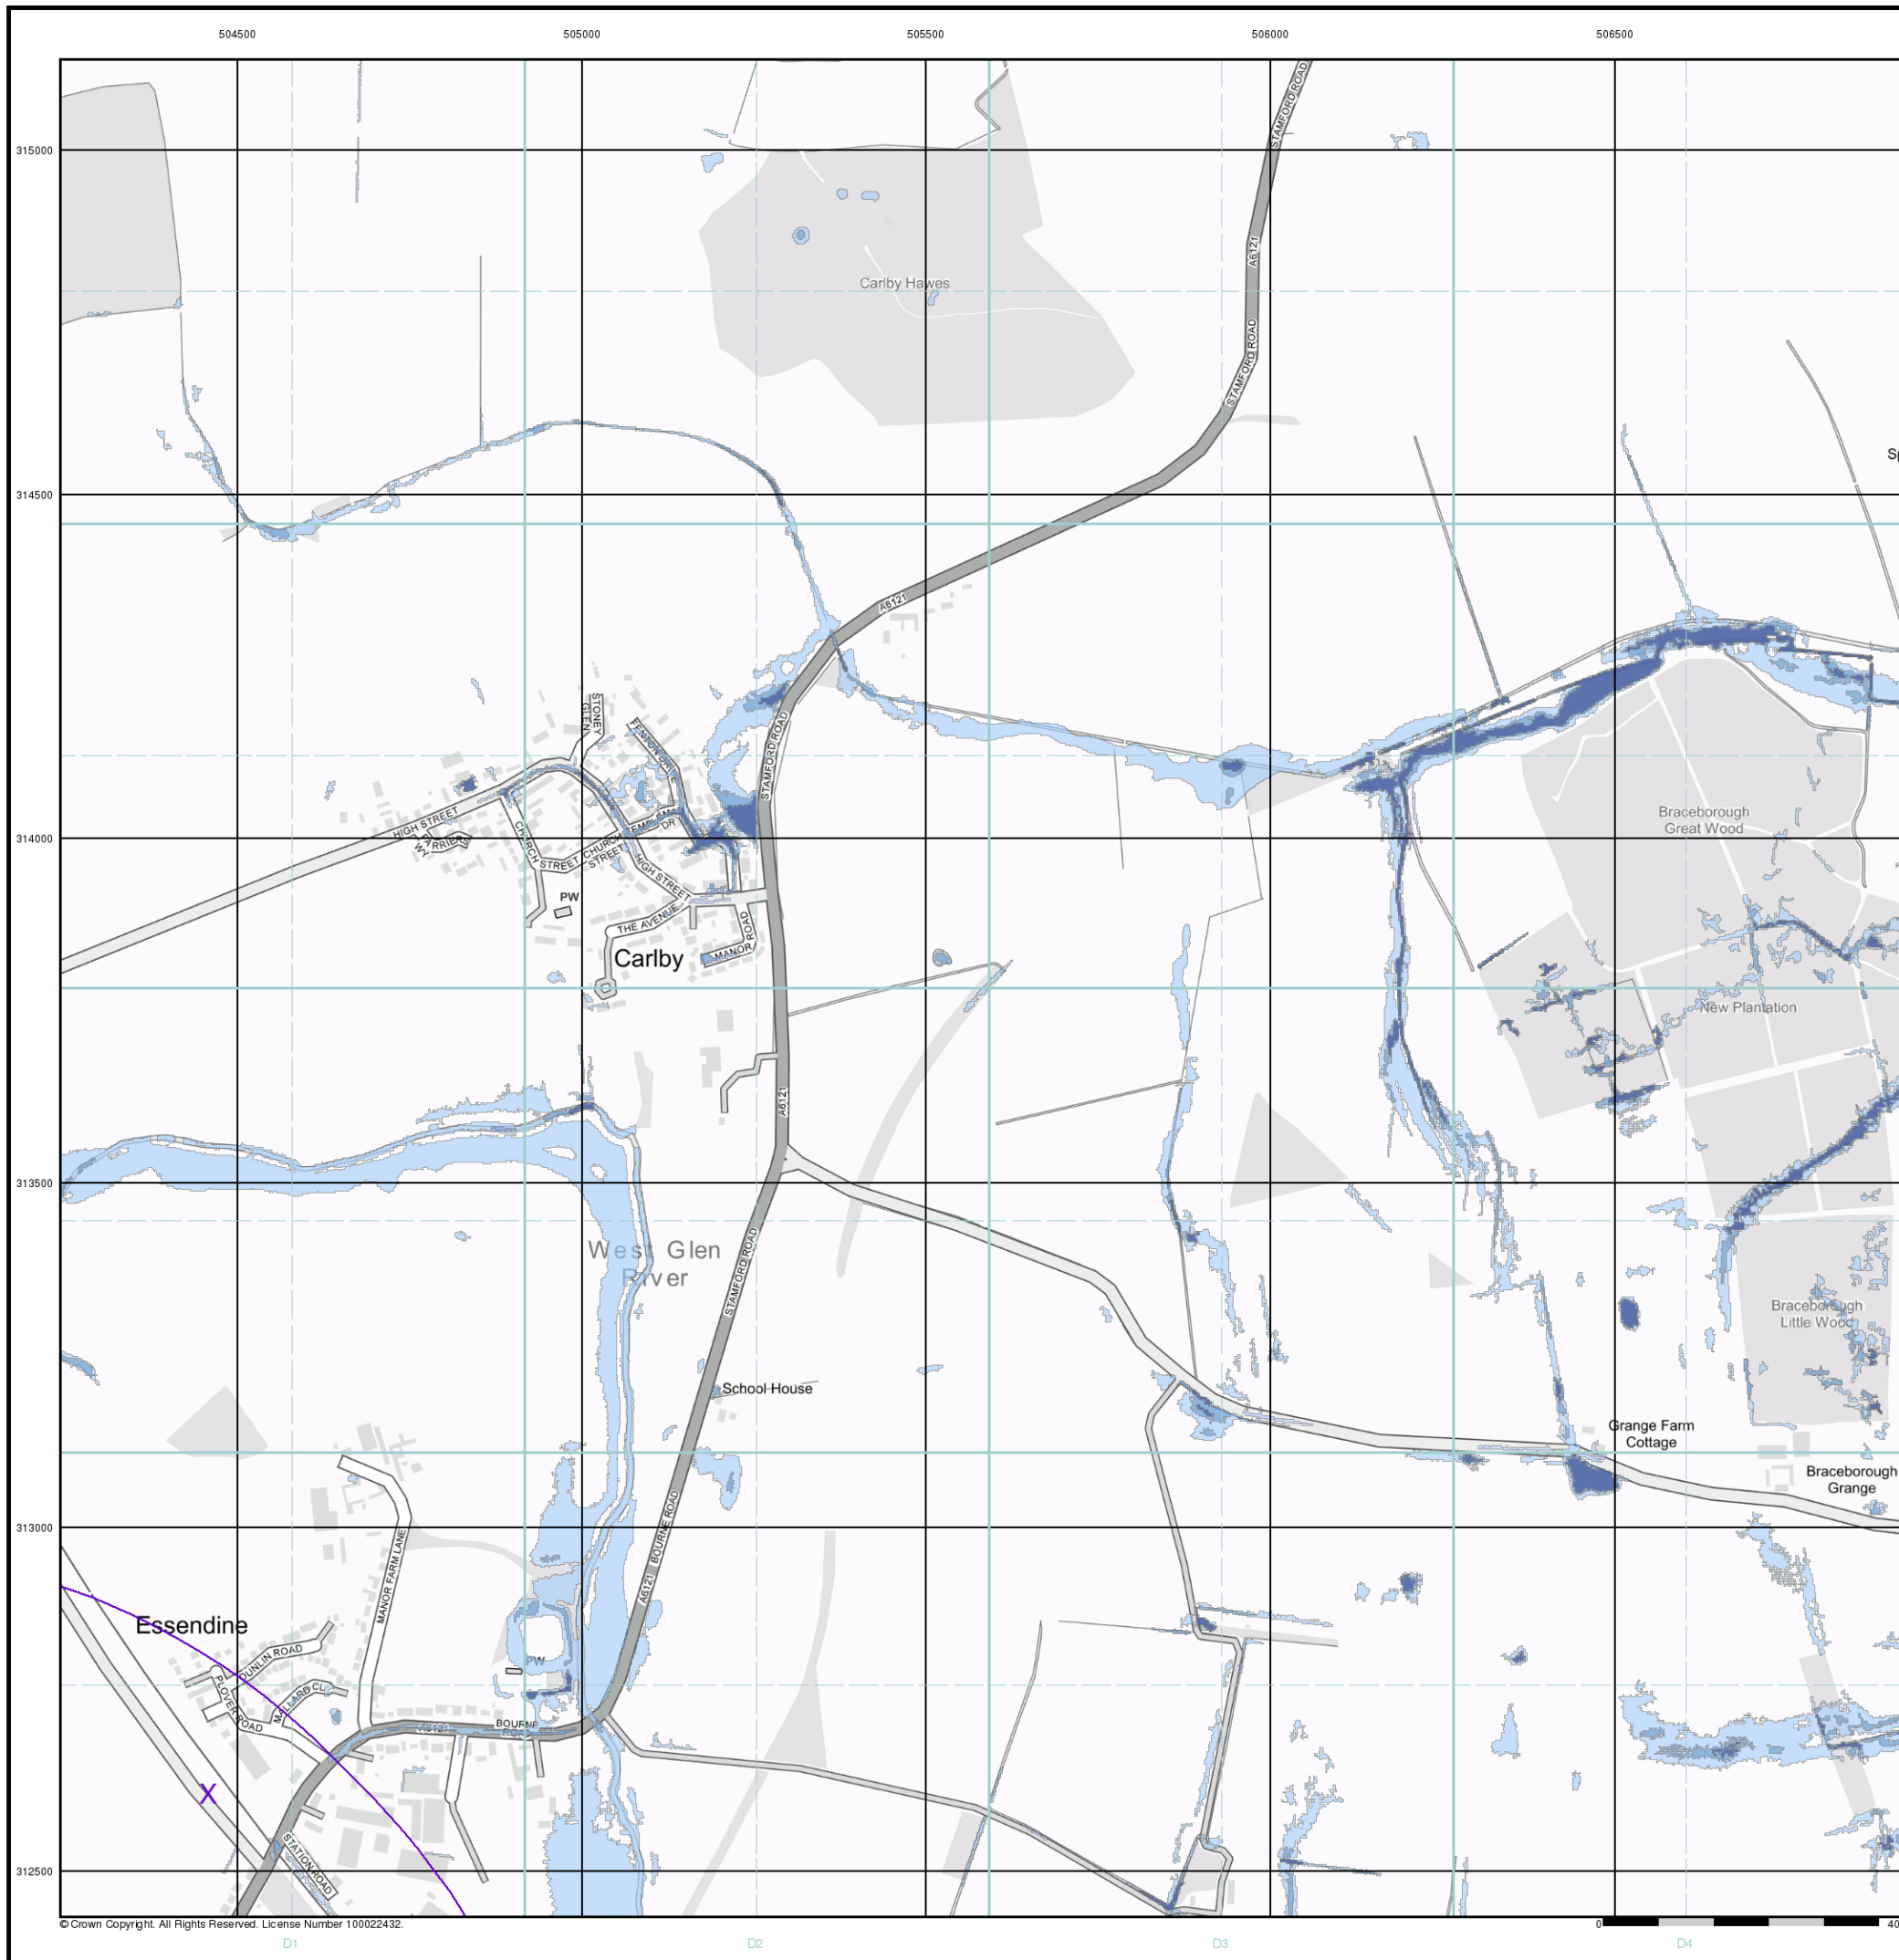 504500 505000 505500 506000 506500
315000
314500
314000
313500
313000
312500
STAMFORD ROAD
A6121
STAMFORD ROAD
Carlby Hawes
A6121
STONEY
GLEN
STAMFORD ROAD
HIGH STREET
CHURCH
STREET
CHURCH
STREET
DR
HIGH STREET
PW
THE AVENUE
MANOR
ROAD
Carlby
Braceborough
Great Wood
New Plantation
A6121
West Glen
River
STAMFORD ROAD
School House
Braceborough
Little Wood
Grange Farm
Cottage
Braceborough
Grange
A6121
BOURNE ROAD
MANOR FARM LANE
Essendine
DUNLIN ROAD
PLOVER ROAD
MALLARD CL
PW
A6121
BOURNE
X
STATION ROAD
© Crown Copyright. All Rights Reserved. License Number 100022432.
0
D1 D2 D3 D4